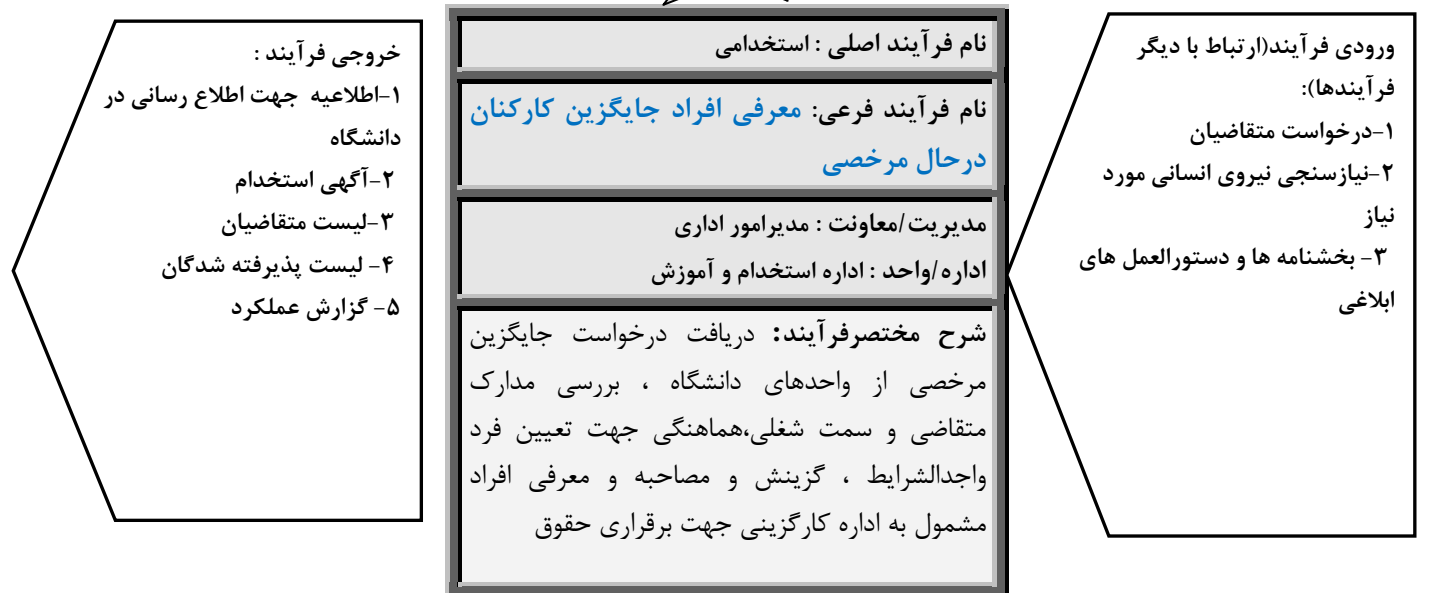 ورودی فرآیند(ارتباط با دیگر
فرآیندها):
۱-درخواست متقاضیان
۲-نیازسنجی نیروی انسانی مورد
نیاز
۳- بخشنامه ها و دستورالعمل های
ابلاغی
نام فرآیند اصلی : استخدامی
نام فرآیند فرعی: معرفی افراد جایگزین کارکنان
درحال مرخصی
مدیریت/معاونت : مدیرامور اداری
اداره/واحد : اداره استخدام و آموزش
شرح مختصرفرآیند: دریافت درخواست جایگزین
مرخصی از واحدهای دانشگاه ، بررسی مدارک
متقاضی و سمت شغلی،هماهنگی جهت تعیین فرد
واجدالشرایط ، گزینش و مصاحبه و معرفی افراد
مشمول به اداره کارگزینی جهت برقراری حقوق
خروجی فرآیند :
۱-اطلاعیه جهت اطلاع رسانی در
دانشگاه
۲-آگهی استخدام
۳-لیست متقاضیان
۴- لیست پذیرفته شدگان
۵- گزارش عملکرد